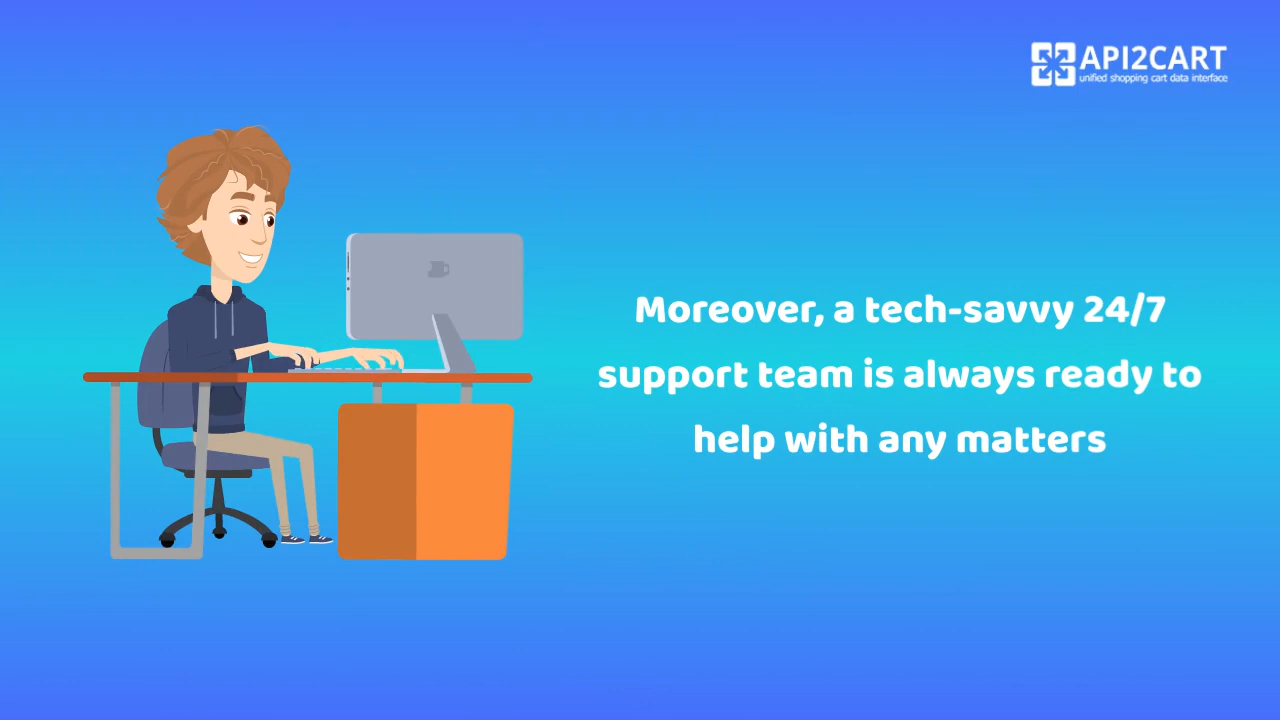 API2CART
unified shopping cart data interface
Moreover, a tech-savvy 24/7
support team is always ready to
help with any matters